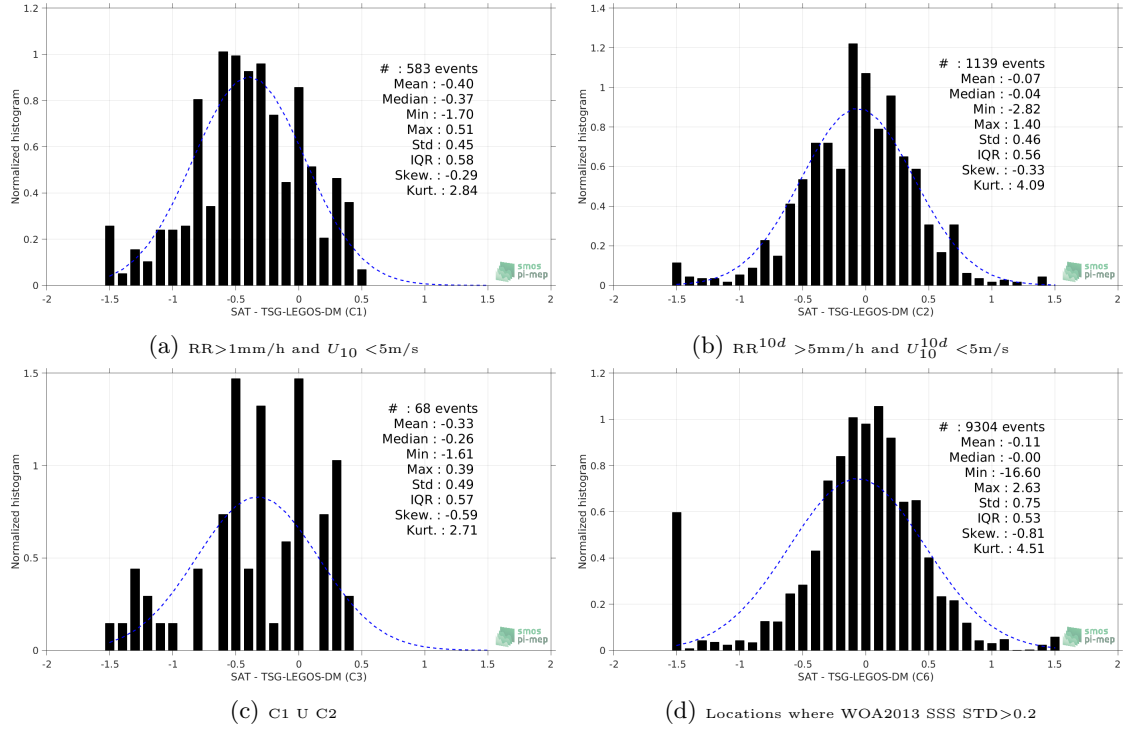 1.2
1
0.8
0.6
0.4
0.2
0
-2
-1.5
-1
-0.5
0
0.5
1
1.5
2
Normalized histogram
SAT - TSG-LEGOS-DM (C1)
# : 583 events
Mean : -0.40
Median : -0.37
Min : -1.70
Max : 0.51
Std : 0.45
IQR : 0.58
Skew. : -0.29
Kurt. : 2.84
smos
pi-mep
(a) RR>1mm/h and U10 <5m/s
1.4
1.2
1
0.8
0.6
0.4
0.2
0
-2
-1.5
-1
-0.5
0
0.5
1
1.5
2
Normalized histogram
SAT - TSG-LEGOS-DM (C2)
# : 1139 events
Mean : -0.07
Median : -0.04
Min : -2.82
Max : 1.40
Std : 0.46
IQR : 0.56
Skew. : -0.33
Kurt. : 4.09
smos
pi-mep
(b) RR^10d >5mm/h and U10^10d <5m/s
1.5
1
0.5
0
-2
-1.5
-1
-0.5
0
0.5
1
1.5
2
Normalized histogram
SAT - TSG-LEGOS-DM (C3)
# : 68 events
Mean : -0.33
Median : -0.26
Min : -1.61
Max : 0.39
Std : 0.49
IQR : 0.57
Skew. : -0.59
Kurt. : 2.71
smos
pi-mep
(c) C1 U C2
1.2
1
0.8
0.6
0.4
0.2
0
-2
-1.5
-1
-0.5
0
0.5
1
1.5
2
Normalized histogram
SAT - TSG-LEGOS-DM (C6)
# : 9304 events
Mean : -0.11
Median : -0.00
Min : -16.60
Max : 2.63
Std : 0.75
IQR : 0.53
Skew. : -0.81
Kurt. : 4.51
smos
pi-mep
(d) Locations where WOA2013 SSS STD>0.2